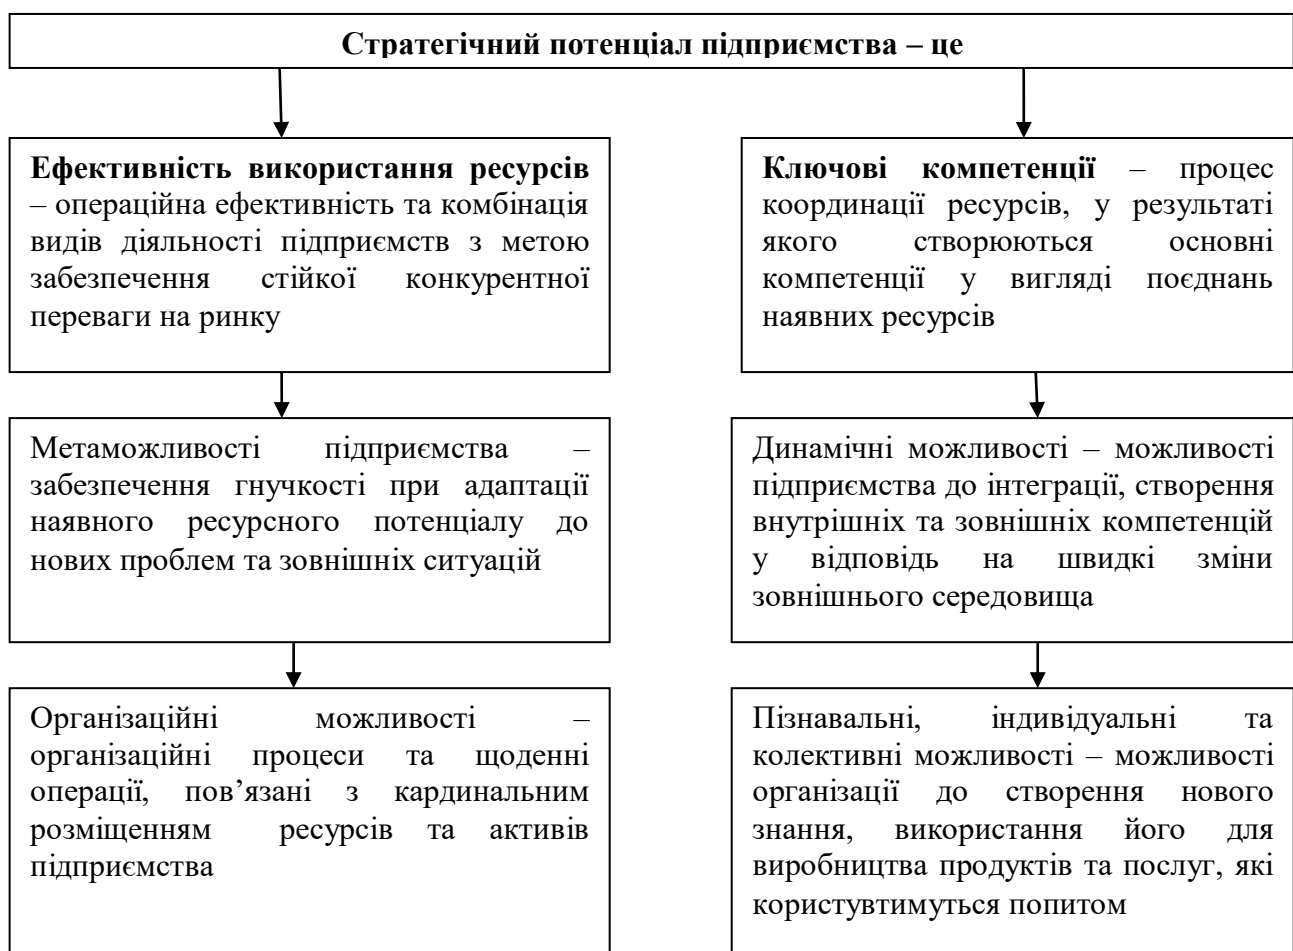 Стратегічний потенціал підприємства – це
Ефективність використання ресурсів
– операційна ефективність та комбінація
видів діяльності підприємств з метою
забезпечення стійкої конкурентної
переваги на ринку
Ключові компетенції – процес
координації ресурсів, у результаті
якого створюються основні
компетенції у вигляді поєднань
наявних ресурсів
Метаможливості підприємства –
забезпечення гнучкості при адаптації
наявного ресурсного потенціалу до
нових проблем та зовнішніх ситуацій
Динамічні можливості – можливості
підприємства до інтеграції, створення
внутрішніх та зовнішніх компетенцій
у відповідь на швидкі зміни
зовнішнього середовища
Організаційні можливості –
організаційні процеси та щоденні
операції, пов’язані з кардинальним
розміщенням ресурсів та активів
підприємства
Пізнавальні, індивідуальні та
колективні можливості – можливості
організації до створення нового
знання, використання його для
виробництва продуктів та послуг, які
користувтимуться попитом